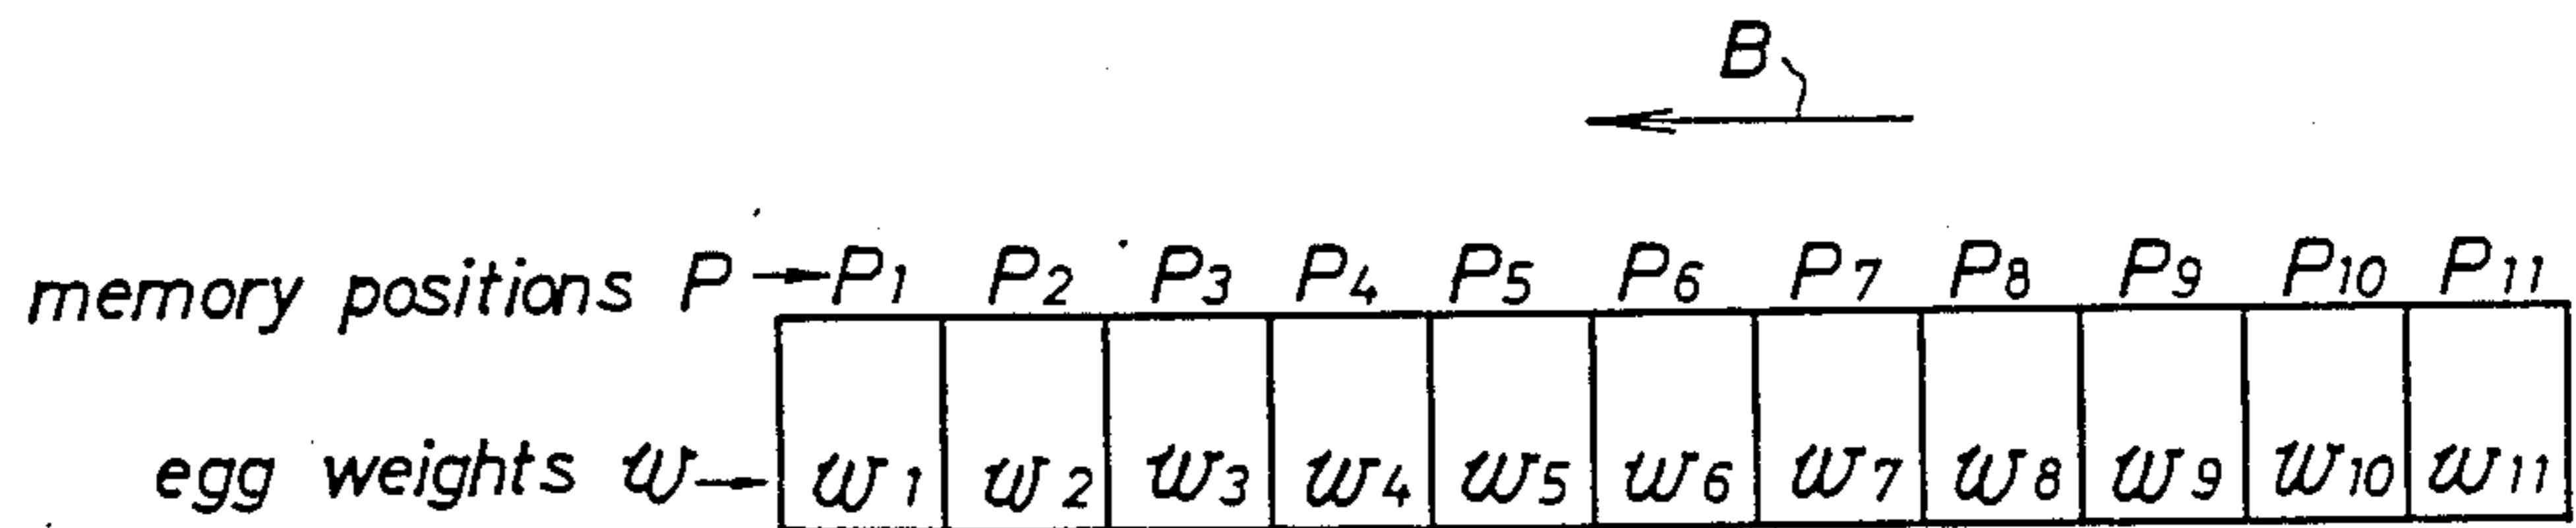 B
memory positions P → P1 P2 P3 P4 P5 P6 P7 P8 P9 P10 P11
egg weights w → w1 w2 w3 w4 w5 w6 w7 w8 w9 w10 w11